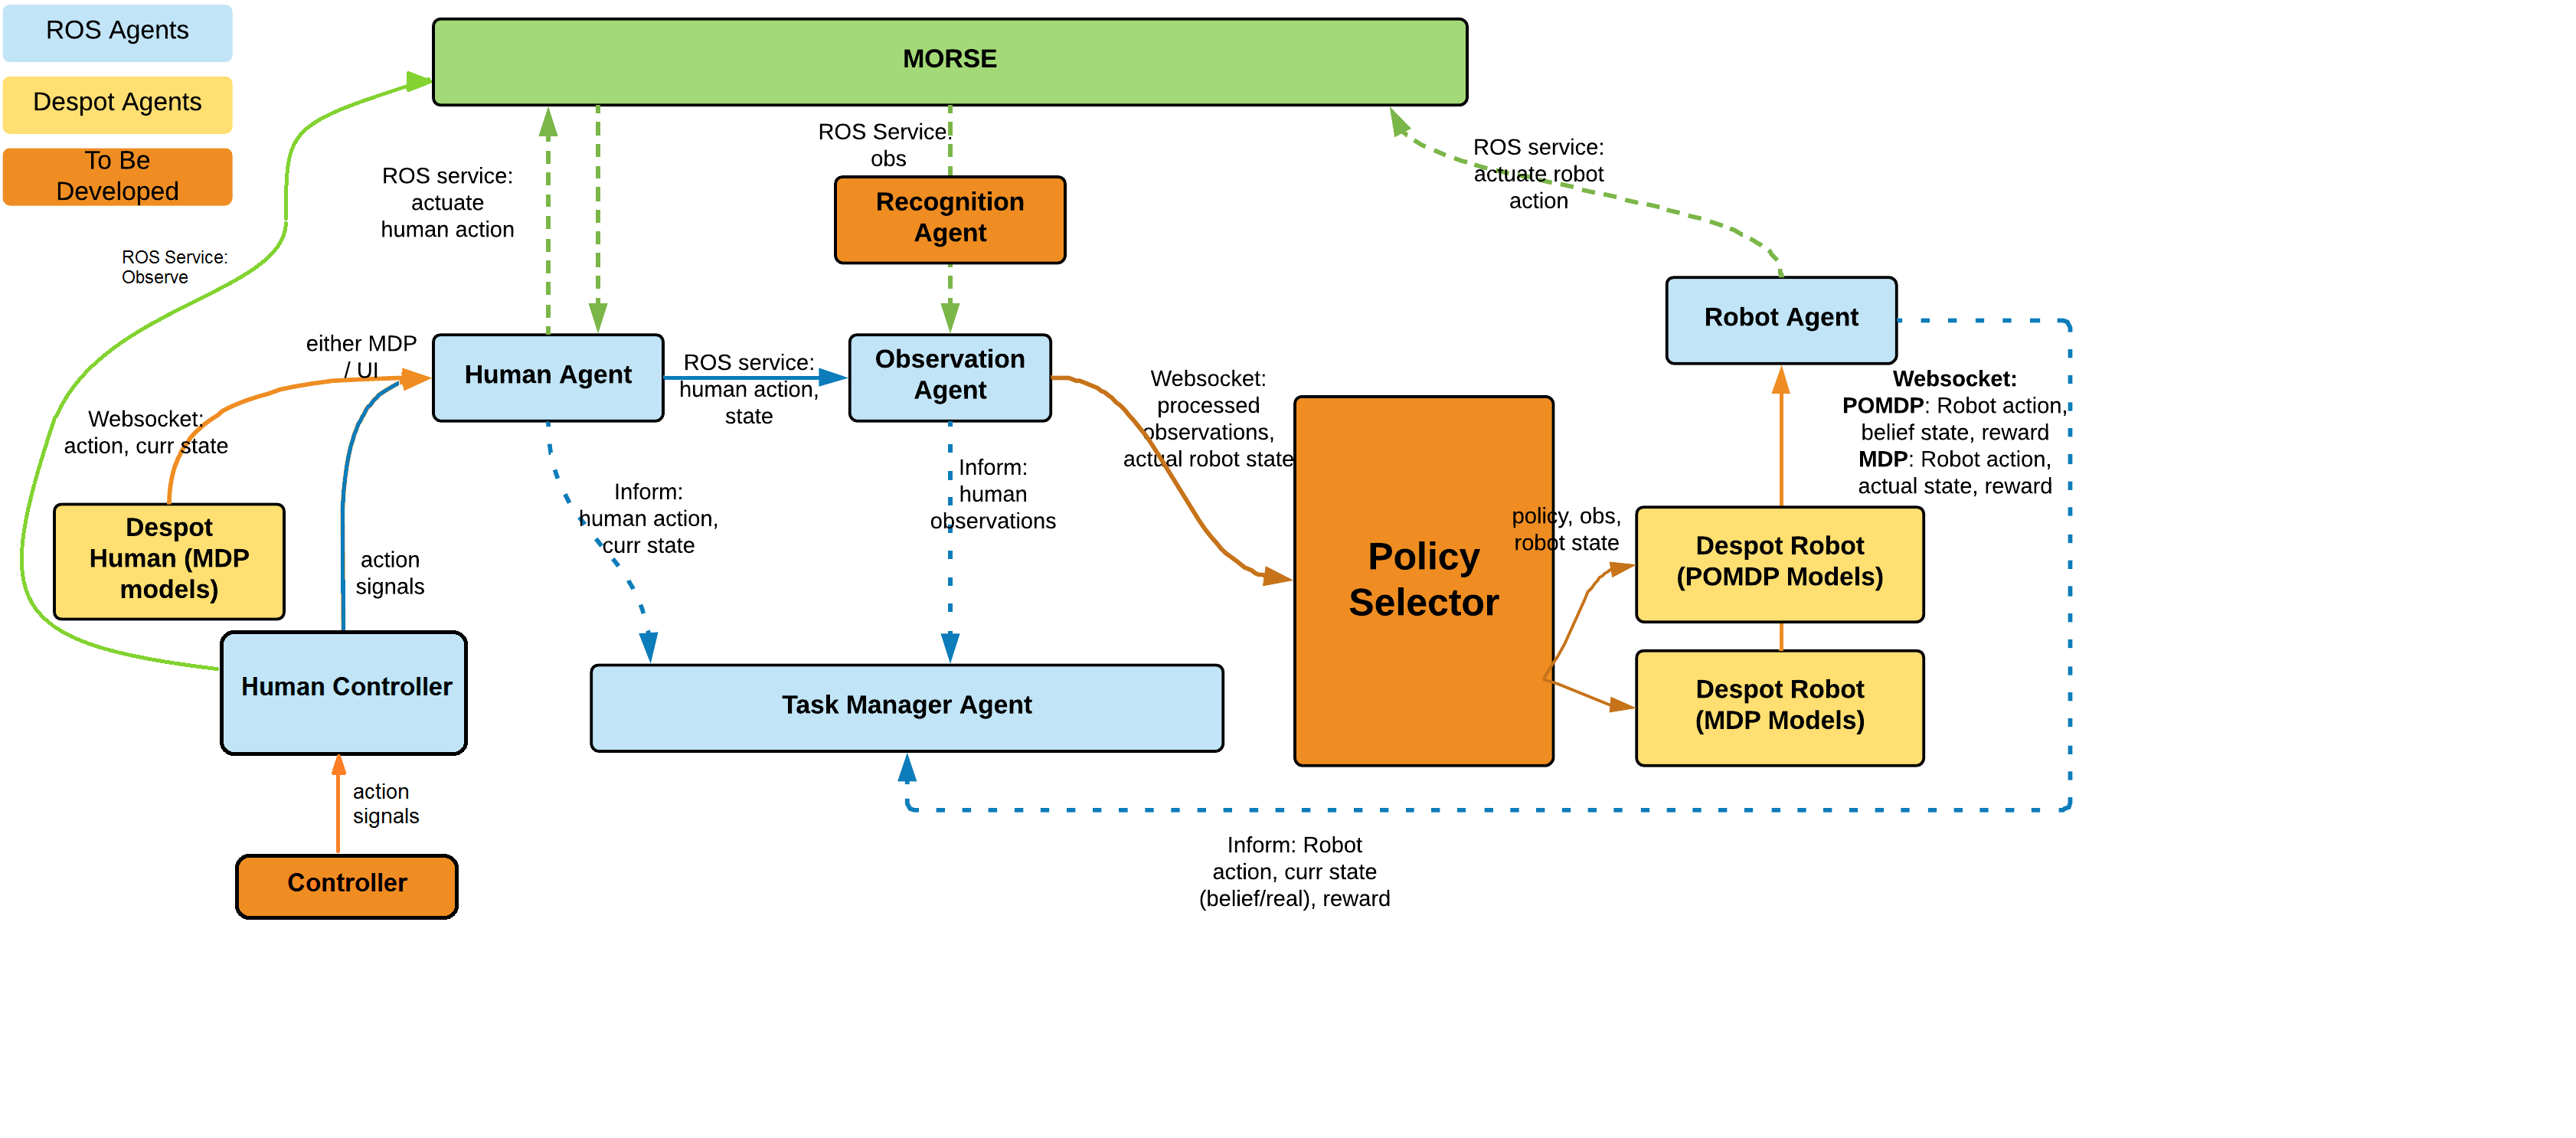 ROS Agents
Despot Agents
To Be
Developed
MORSE
ROS Service:
obs
ROS service:
actuate robot
action
ROS service:
actuate
human action
Recognition
Agent
ROS Service:
Observe
Robot Agent
either MDP
/ UI
Human Agent
ROS service:
human action,
state
Observation
Agent
Websocket:
processed
observations,
actual robot state
Websocket:
POMDP: Robot action,
belief state, reward
MDP: Robot action,
actual state, reward
Websocket:
action, curr state
Inform:
human action,
curr state
Inform:
human
observations
policy, obs,
robot state
Despot
Human (MDP
models)
action
signals
Policy
Selector
Despot Robot
(POMDP Models)
Human Controller
Task Manager Agent
Despot Robot
(MDP Models)
action
signals
Controller
Inform: Robot
action, curr state
(belief/real), reward